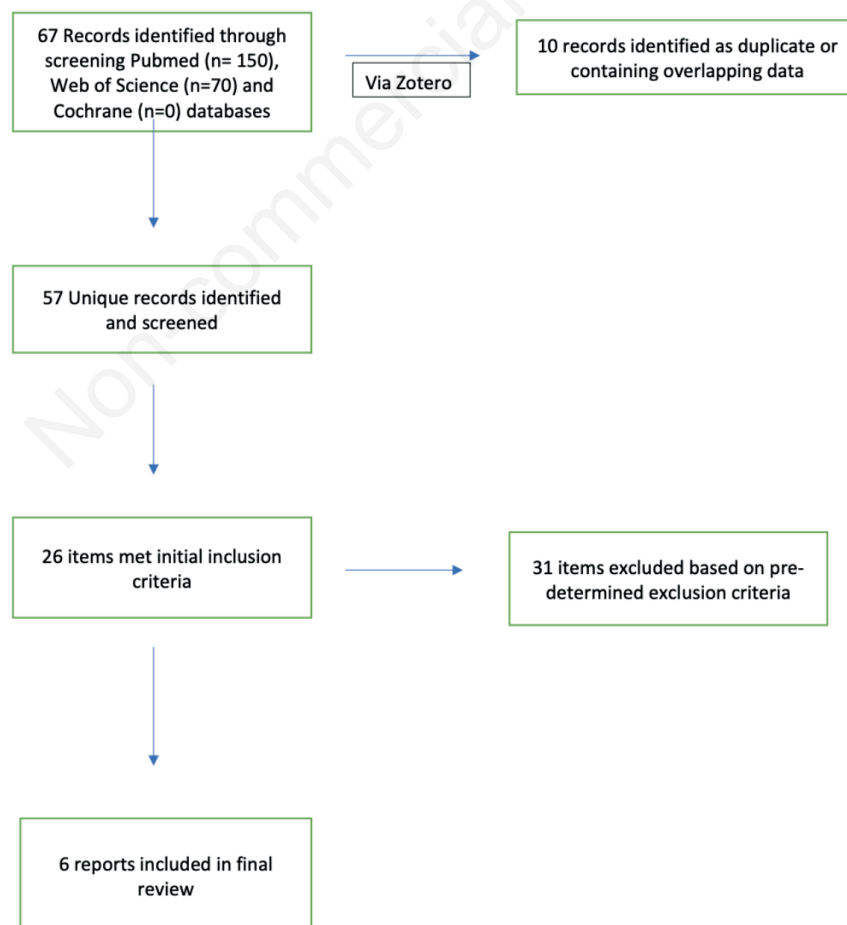 67 Records identified through
screening Pubmed (n= 150),
Web of Science (n=70) and
Cochrane (n=0) databases
Via Zotero
10 records identified as duplicate or
containing overlapping data
57 Unique records identified
and screened
26 items met initial inclusion
criteria
31 items excluded based on pre-
determined exclusion criteria
6 reports included in final
review
Non-commercial